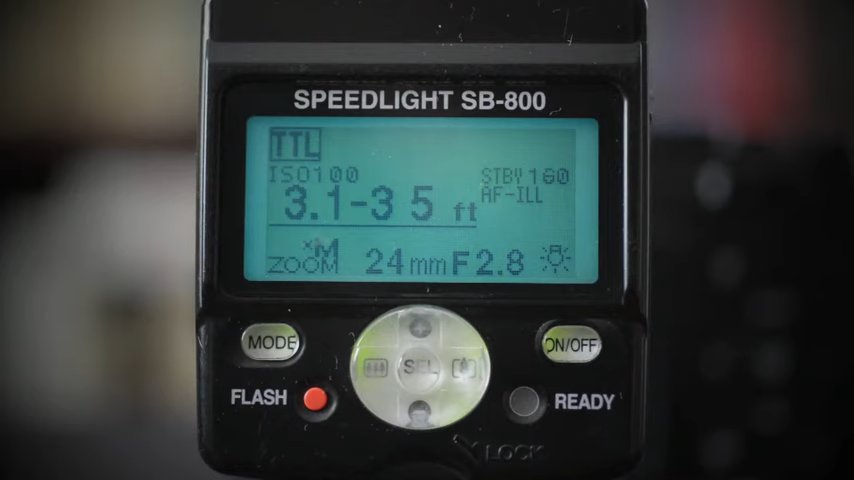 SPEEDLIGHT SB-800
TTL
ISO100
STBY 160
3.1-35 ft
AF-ILL
M
ZOOM 24mm F2.8
MODE
SEL
ON/OFF
FLASH
READY
LOCK